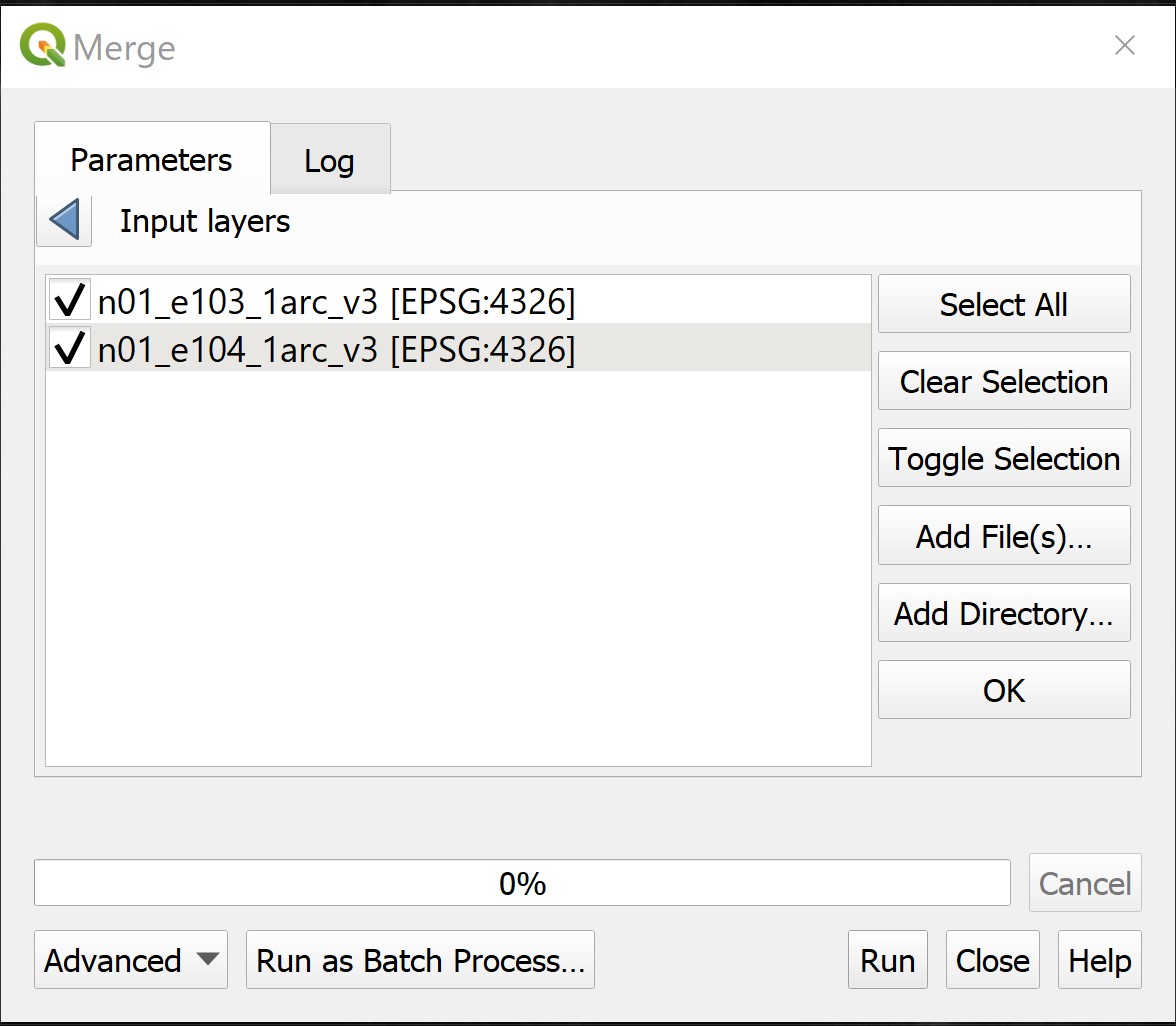 Merge
Parameters
Log
Input layers
n01_e103_1arc_v3 [EPSG:4326]
n01_e104_1arc_v3 [EPSG:4326]
Select All
Clear Selection
Toggle Selection
Add File(s)...
Add Directory...
OK
0%
Cancel
Advanced
Run as Batch Process...
Run
Close
Help